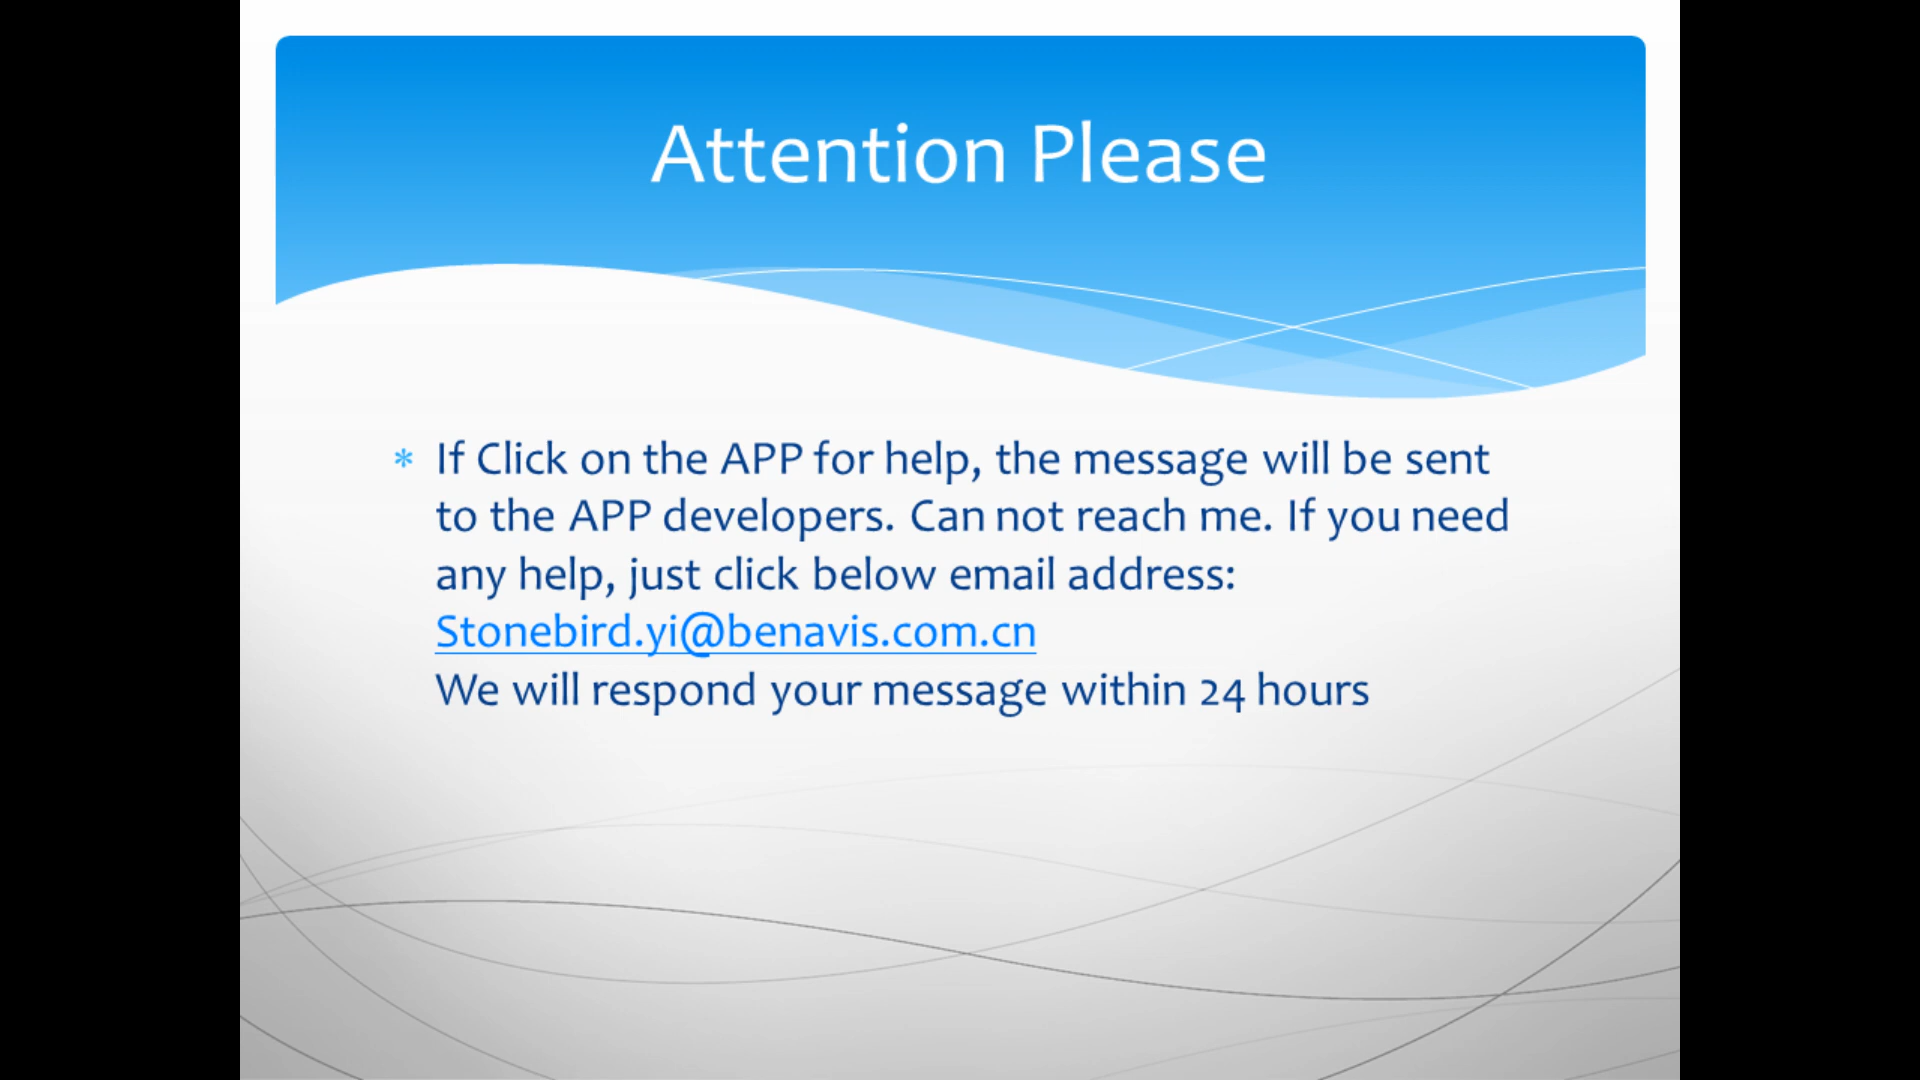 Attention Please
* If Click on the APP for help, the message will be sent
to the APP developers. Can not reach me. If you need
any help, just click below email address:
Stonebird.yi@benavis.com.cn
We will respond your message within 24 hours